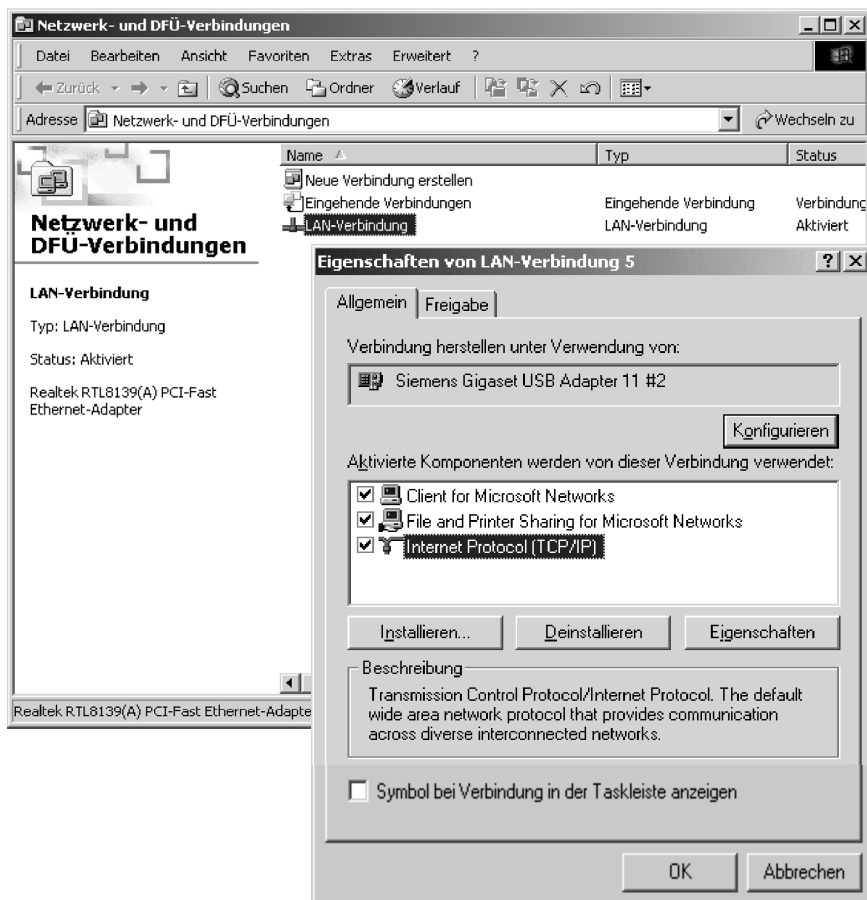 Netzwerk- und DFÜ-Verbindungen
Datei Bearbeiten Ansicht Favoriten Extras Erweitert ?
Zurück Suchen Ordner Verlauf
Adresse Netzwerk- und DFÜ-Verbindungen Wechseln zu
Netzwerk- und
DFÜ-Verbindungen
LAN-Verbindung
Typ: LAN-Verbindung
Status: Aktiviert
Realtek RTL8139(A) PCI-Fast
Ethernet-Adapter
Name Typ Status
Neue Verbindung erstellen
Eingehende Verbindungen Eingehende Verbindung Verbindung
LAN-Verbindung LAN-Verbindung Aktiviert
Realtek RTL8139(A) PCI-Fast Ethernet-Adapte
Eigenschaften von LAN-Verbindung 5
Allgemein Freigabe
Verbindung herstellen unter Verwendung von:
Siemens Gigaset USB Adapter 11 #2
Konfigurieren
Aktivierte Komponenten werden von dieser Verbindung verwendet:
Client for Microsoft Networks
File and Printer Sharing for Microsoft Networks
Internet Protocol (TCP/IP)
Installieren... Deinstallieren Eigenschaften
Beschreibung
Transmission Control Protocol/Internet Protocol. The default
wide area network protocol that provides communication
across diverse interconnected networks.
Symbol bei Verbindung in der Taskleiste anzeigen
OK Abbrechen